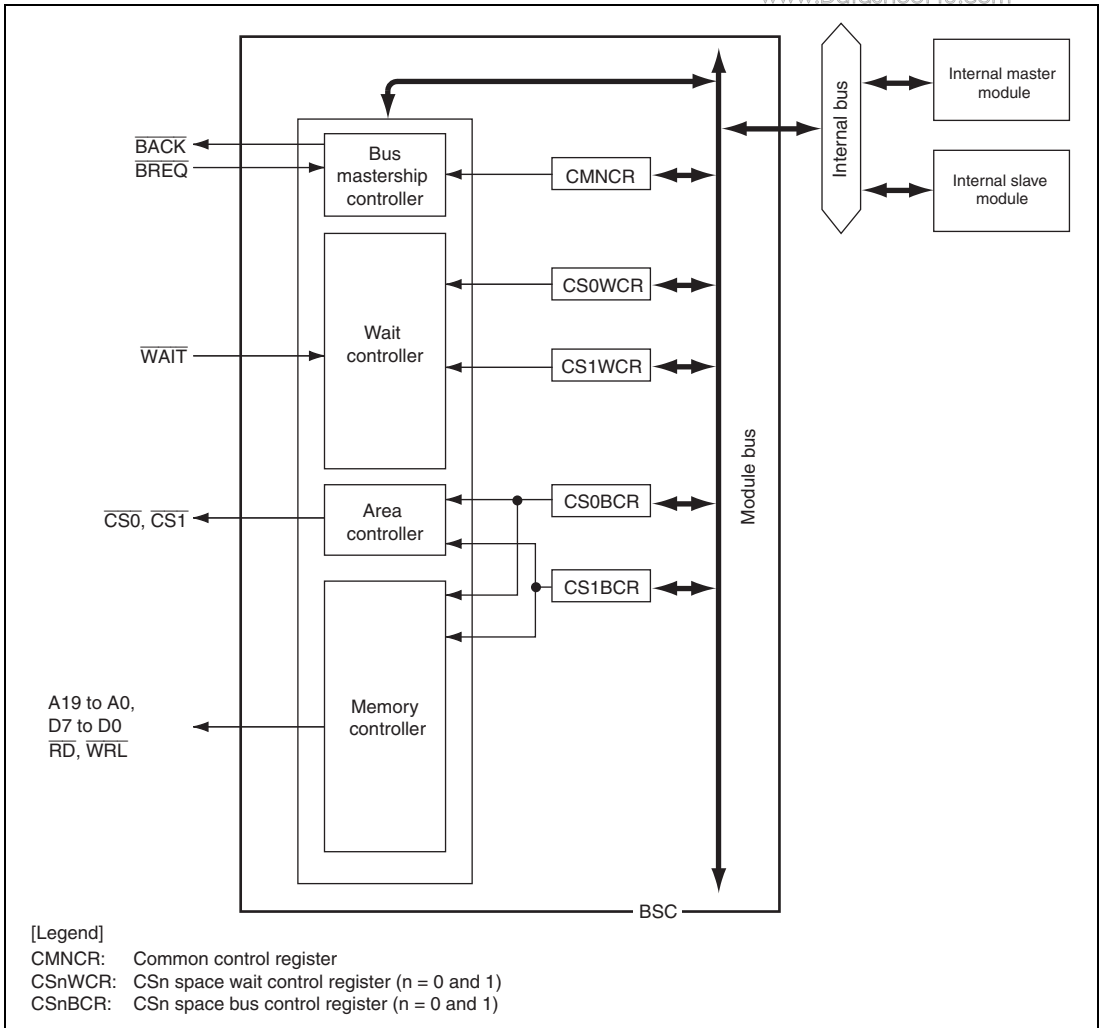 www.DataSheet4U.com
BACK
BREQ
Bus
mastership
controller
CMNCR
Internal bus
Internal master
module
Internal slave
module
CS0WCR
WAIT
Wait
controller
CS1WCR
Module bus
CS0, CS1
Area
controller
CS0BCR
CS1BCR
A19 to A0,
D7 to D0
RD, WRL
Memory
controller
BSC
[Legend]
CMNCR: Common control register
CSnWCR: CSn space wait control register (n = 0 and 1)
CSnBCR: CSn space bus control register (n = 0 and 1)